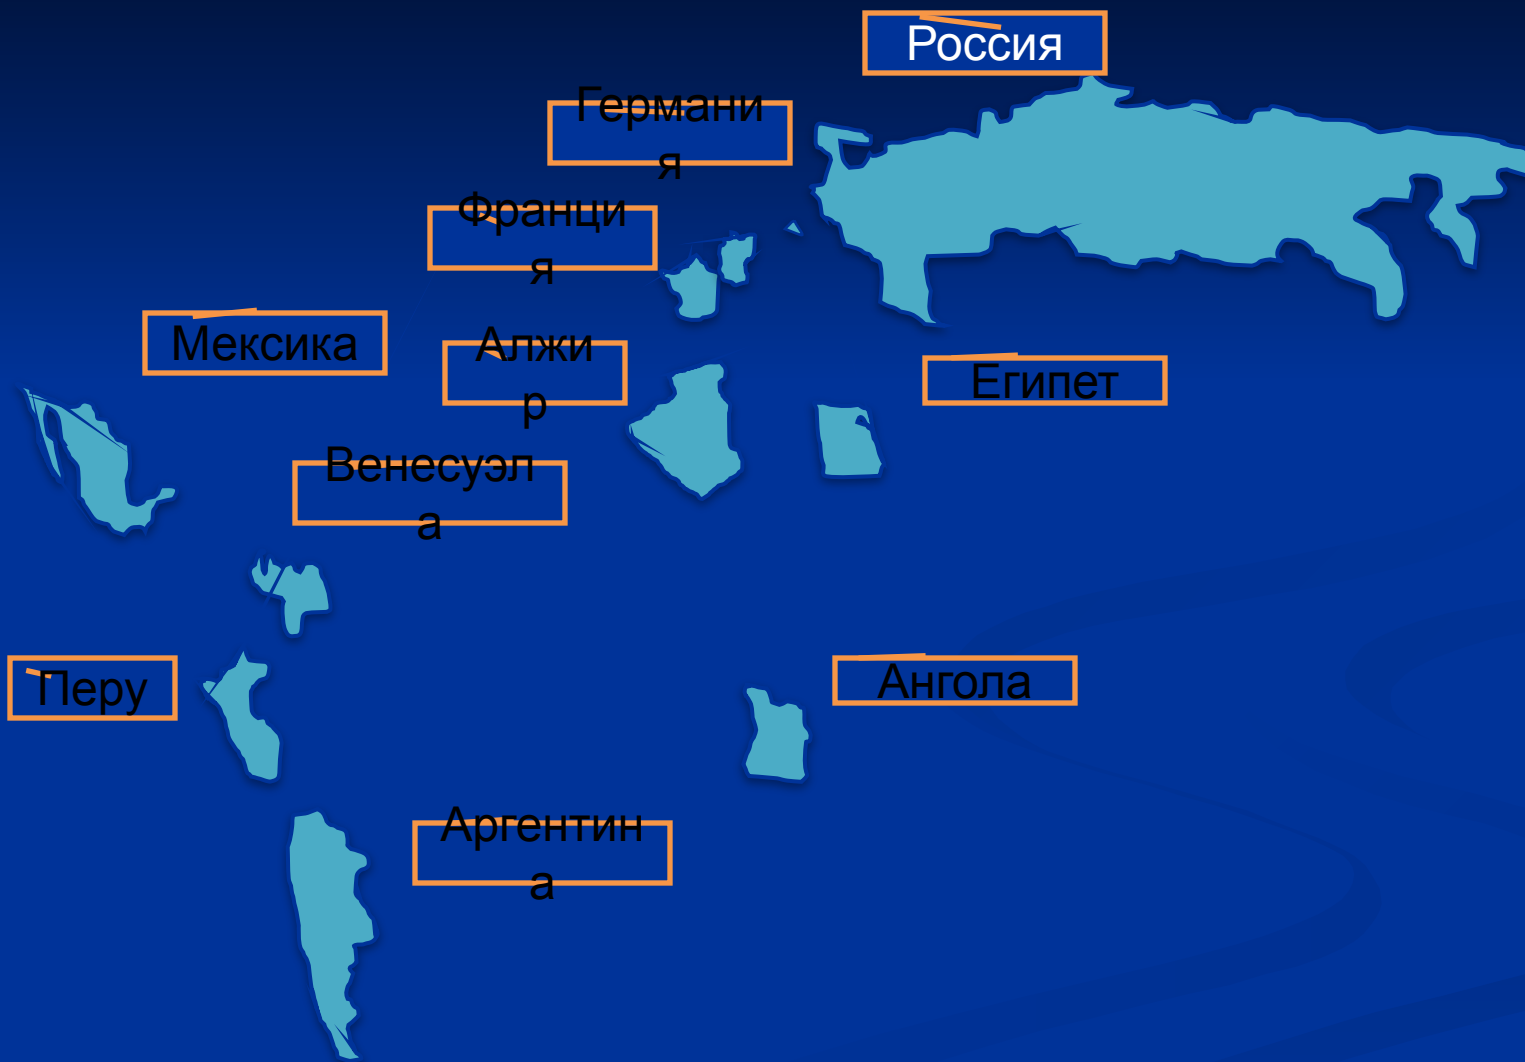 Россия
Германи
я
Франци
я
Мексика
Алжи
р
Египет
Венесуэл
а
Перу
Ангола
Аргентин
а